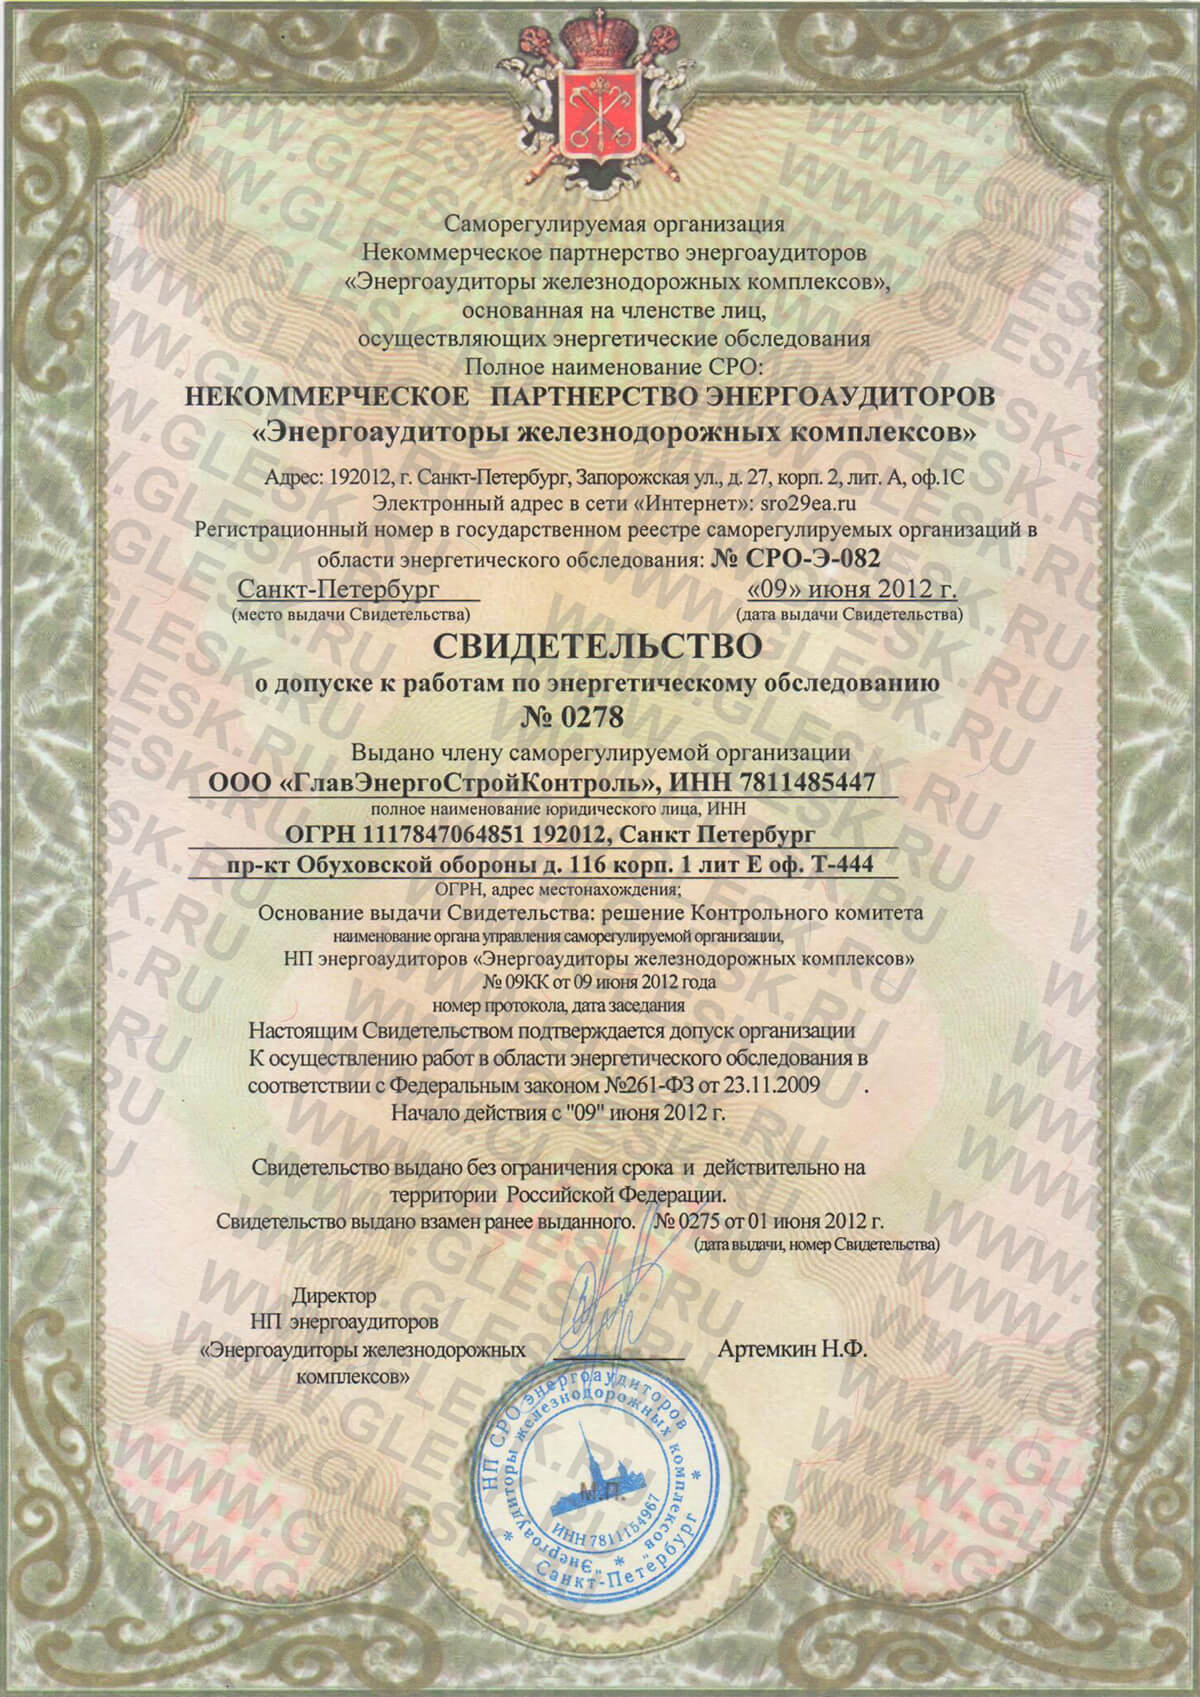 Саморегулируемая организация
Некоммерческое партнерство энергоаудиторов
«Энергоаудиторы железнодорожных комплексов»,
основанная на членстве лиц,
осуществляющих энергетические обследования
Полное наименование СРО:
НЕКОММЕРЧЕСКОЕ ПАРТНЕРСТВО ЭНЕРГОАУДИТОРОВ
«Энергоаудиторы железнодорожных комплексов»
Адрес: 192012, г. Санкт-Петербург, Запорожская ул., д. 27, корп. 2, лит. А, оф.1С
Электронный адрес в сети «Интернет»: sro29ea.ru
Регистрационный номер в государственном реестре саморегулируемых организаций в
области энергетического обследования: № СРО-Э-082
Санкт-Петербург «09» июня 2012 г.
(место выдачи Свидетельства) (дата выдачи Свидетельства)
СВИДЕТЕЛЬСТВО
о допуске к работам по энергетическому обследованию
№ 0278
Выдано члену саморегулируемой организации
ООО «ГлавЭнергоСтройКонтроль», ИНН 7811485447
полное наименование юридического лица, ИНН
ОГРН 1117847064851 192012, Санкт Петербург
пр-кт Обуховской обороны д. 116 корп. 1 лит Е оф. Т-444
ОГРН, адрес местонахождения;
Основание выдачи Свидетельства: решение Контрольного комитета
наименование органа управления саморегулируемой организации,
НП энергоаудиторов «Энергоаудиторы железнодорожных комплексов»
№ 09КК от 09 июня 2012 года
номер протокола, дата заседания
Настоящим Свидетельством подтверждается допуск организации
К осуществлению работ в области энергетического обследования в
соответствии с Федеральным законом №261-ФЗ от 23.11.2009 .
Начало действия с "09" июня 2012 г.
Свидетельство выдано без ограничения срока и действительно на
территории Российской Федерации.
Свидетельство выдано взамен ранее выданного. № 0275 от 01 июня 2012 г.
(дата выдачи, номер Свидетельства)
Директор
НП энергоаудиторов
«Энергоаудиторы железнодорожных
комплексов»
Артемкин Н.Ф.
НП СРО энергоаудиторов
"Энергоаудиторы железнодорожных комплексов"
М.П.
ИНН 7811154967
* Санкт-Петербург *
WWW.GLESK.RU